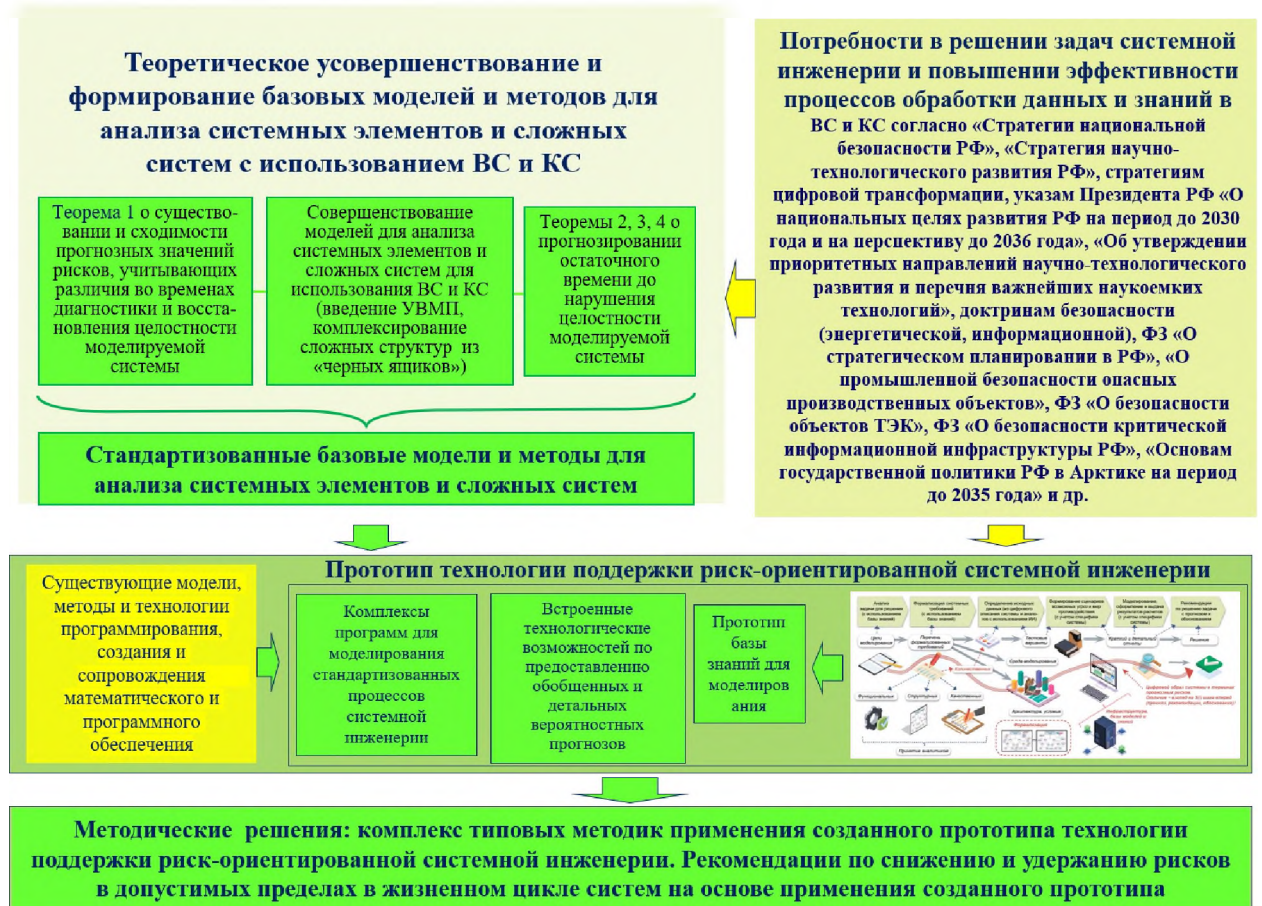 Теоретическое усовершенствование и
формирование базовых моделей и методов для
анализа системных элементов и сложных
систем с использованием ВС и КС
Теорема 1 о существо-
вании и сходимости
прогнозных значений
рисков, учитывающих
различия во временах
диагностики и восста-
новления целостности
моделируемой
системы
Совершенствование
моделей для анализа
системных элементов и
сложных систем для
использования ВС и КС
(введение УВМП,
комплексирование
сложных структур из
«черных ящиков»)
Теоремы 2, 3, 4 о
прогнозировании
остаточного
времени до
нарушения
целостности
моделируемой
системы
Стандартизованные базовые модели и методы для
анализа системных элементов и сложных систем
Потребности в решении задач системной
инженерии и повышении эффективности
процессов обработки данных и знаний в
ВС и КС согласно «Стратегии национальной
безопасности РФ», «Стратегия научно-
технологического развития РФ», стратегиям
цифровой трансформации, указам Президента РФ «О
национальных целях развития РФ на период до 2030
года и на перспективу до 2036 года», «Об утверждении
приоритетных направлений научно-технологического
развития и перечня важнейших наукоемких
технологий», доктринам безопасности
(энергетической, информационной), ФЗ «О
стратегическом планировании в РФ», «О
промышленной безопасности опасных
производственных объектов», ФЗ «О безопасности
объектов ТЭК», ФЗ «О безопасности критической
информационной инфраструктуры РФ», «Основам
государственной политики РФ в Арктике на период
до 2035 года» и др.
Прототип технологии поддержки риск-ориентированной системной инженерии
Существующие модели,
методы и технологии
программирования,
создания и
сопровождения
математического и
программного
обеспечения
Комплексы
программ для
моделирования
стандартизованных
процессов
системной
инженерии
Встроенные
технологические
возможностей по
предоставлению
обобщенных и
детальных
вероятностных
прогнозов
Прототип
базы
знаний для
моделиров
ания
Методические решения: комплекс типовых методик применения созданного прототипа технологии
поддержки риск-ориентированной системной инженерии. Рекомендации по снижению и удержанию рисков
в допустимых пределах в жизненном цикле систем на основе применения созданного прототипа